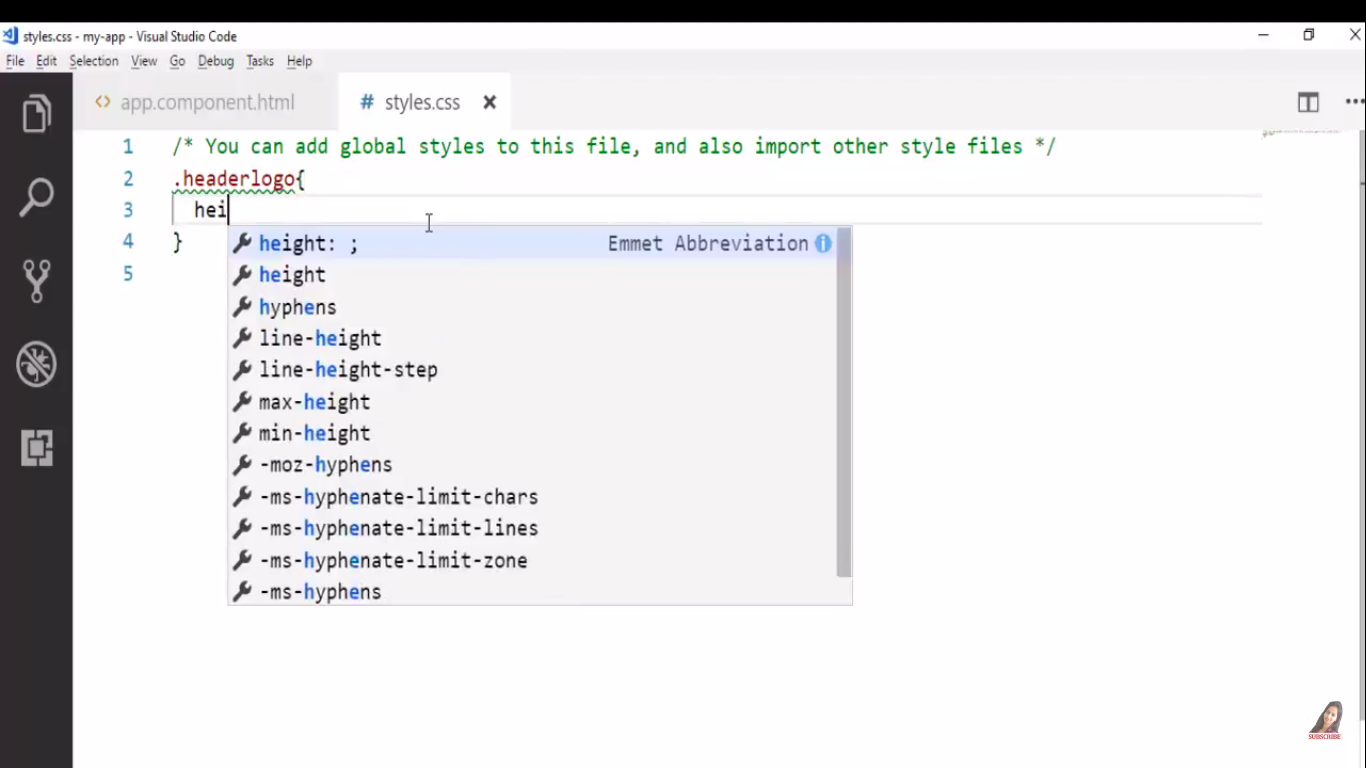 styles.css - my-app - Visual Studio Code
File Edit Selection View Go Debug Tasks Help
<> app.component.html # styles.css
1 /* You can add global styles to this file, and also import other style files */
2 .headerlogo{
3 hei
4 }
5
height: ; Emmet Abbreviation
height
hyphens
line-height
line-height-step
max-height
min-height
-moz-hyphens
-ms-hyphenate-limit-chars
-ms-hyphenate-limit-lines
-ms-hyphenate-limit-zone
-ms-hyphens
SUBSCRIBE